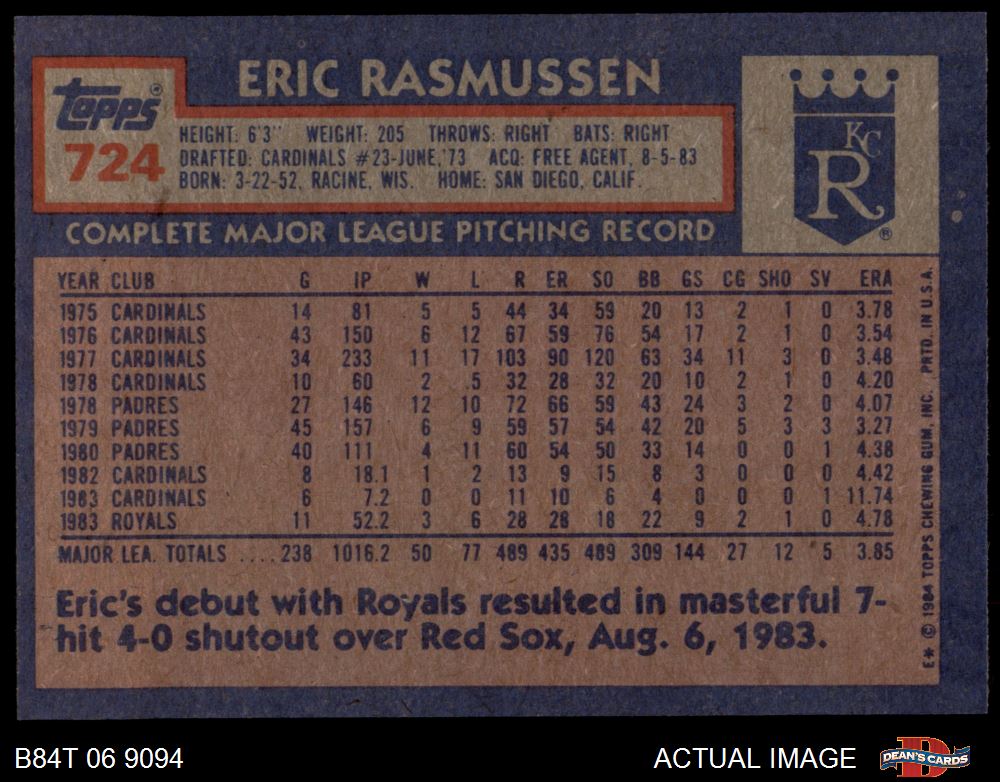 ERIC RASMUSSEN
topps®
724
HEIGHT: 6'3" WEIGHT: 205 THROWS: RIGHT BATS: RIGHT
DRAFTED: CARDINALS #23-JUNE,'73 ACQ: FREE AGENT, 8-5-83
BORN: 3-22-52, RACINE, WIS. HOME: SAN DIEGO, CALIF.
KC
R
®
COMPLETE MAJOR LEAGUE PITCHING RECORD
YEAR CLUB G IP W L R ER SO BB GS CG SHO SV ERA
1975 CARDINALS 14 81 5 5 44 34 59 20 13 2 1 0 3.78
1976 CARDINALS 43 150 6 12 67 59 76 54 17 2 1 0 3.54
1977 CARDINALS 34 233 11 17 103 90 120 63 34 11 3 0 3.48
1978 CARDINALS 10 60 2 5 32 28 32 20 10 2 1 0 4.20
1978 PADRES 27 146 12 10 72 66 59 43 24 3 2 0 4.07
1979 PADRES 45 157 6 9 59 57 54 42 20 5 3 3 3.27
1980 PADRES 40 111 4 11 60 54 50 33 14 0 0 1 4.38
1982 CARDINALS 8 18.1 1 2 13 9 15 8 3 0 0 0 4.42
1983 CARDINALS 6 7.2 0 0 11 10 6 4 0 0 0 1 11.74
1983 ROYALS 11 52.2 3 6 28 28 18 22 9 2 1 0 4.78
MAJOR LEA. TOTALS ....238 1016.2 50 77 489 435 489 309 144 27 12 5 3.85
Eric's debut with Royals resulted in masterful 7-
hit 4-0 shutout over Red Sox, Aug. 6, 1983.
E* © 1984 TOPPS CHEWING GUM, INC. PRTD. IN U.S.A.
B84T 06 9094
ACTUAL IMAGE
D
DEAN'S CARDS